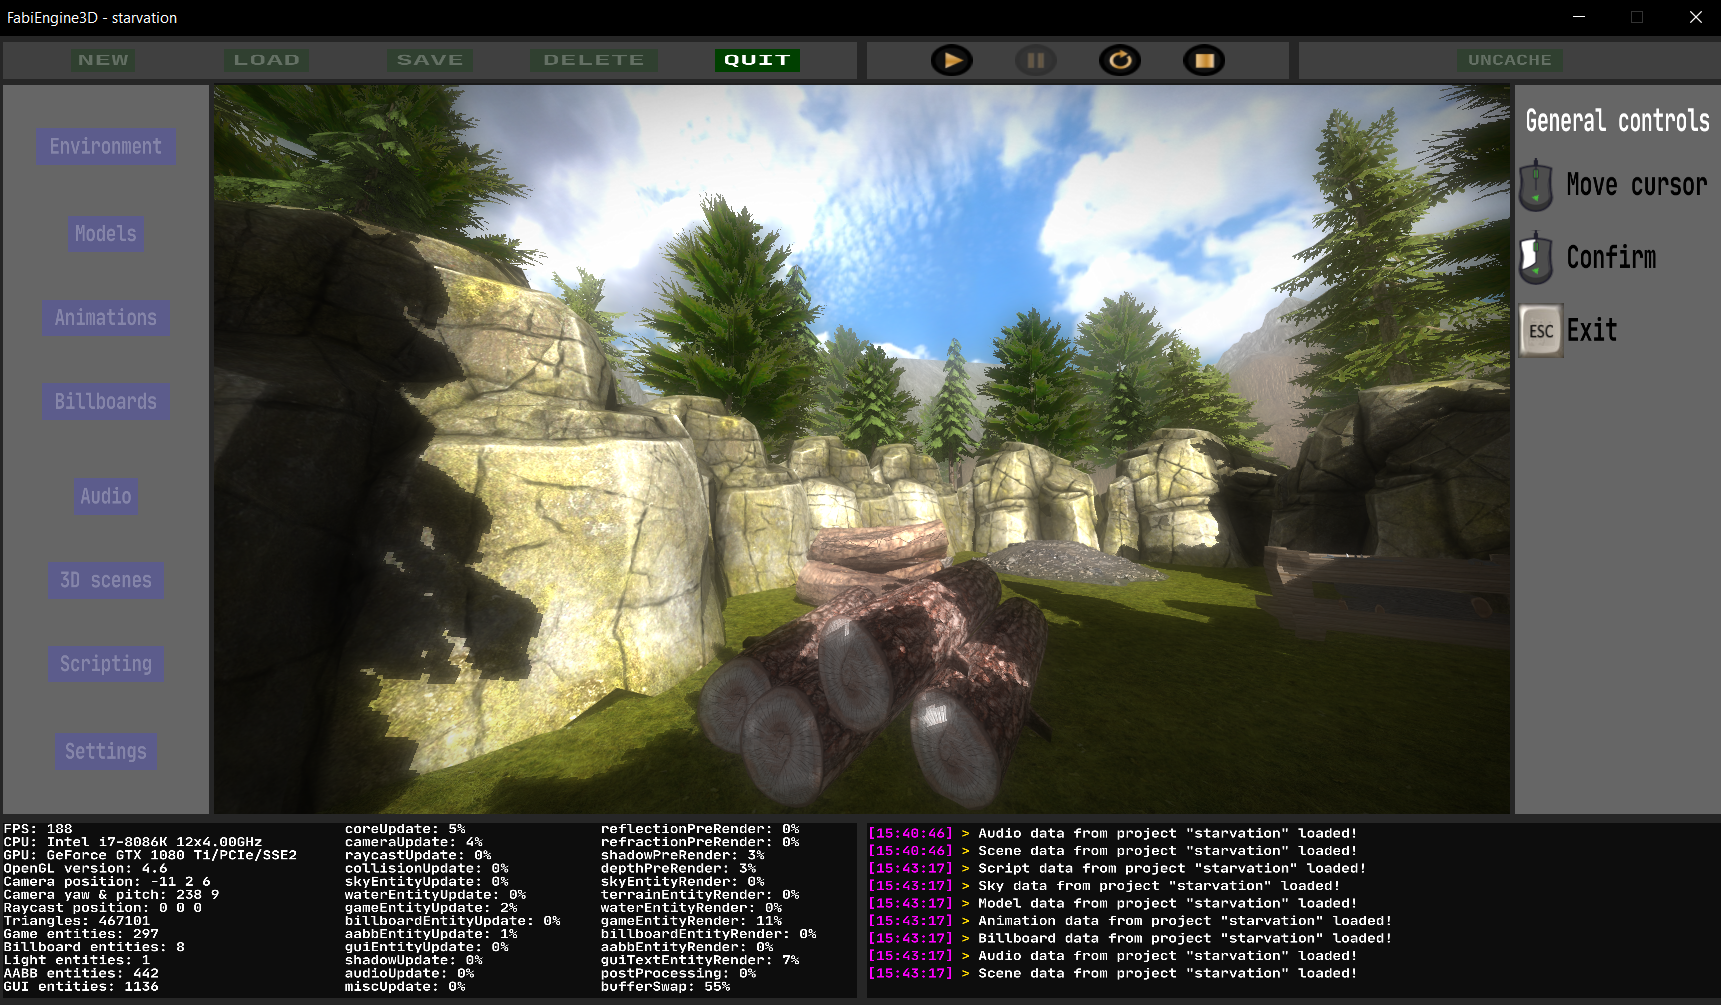 FabiEngine3D - starvation
NEW LOAD SAVE DELETE QUIT UNCACHE
Environment
Models
Animations
Billboards
Audio
3D scenes
Scripting
Settings
General controls
Move cursor
Confirm
ESC Exit
FPS: 188
CPU: Intel i7-8086K 12x4.00GHz
GPU: GeForce GTX 1080 Ti/PCIe/SSE2
OpenGL version: 4.6
Camera position: -11 2 6
Camera yaw & pitch: 238 9
Raycast position: 0 0 0
Triangles: 467101
Game entities: 297
Billboard entities: 8
Light entities: 1
AABB entities: 442
GUI entities: 1136
coreUpdate: 5%
cameraUpdate: 4%
raycastUpdate: 0%
collisionUpdate: 0%
skyEntityUpdate: 0%
waterEntityUpdate: 0%
gameEntityUpdate: 2%
billboardEntityUpdate: 0%
aabbEntityUpdate: 1%
guiEntityUpdate: 0%
shadowUpdate: 0%
audioUpdate: 0%
miscUpdate: 0%
reflectionPreRender: 0%
refractionPreRender: 0%
shadowPreRender: 3%
depthPreRender: 3%
skyEntityRender: 0%
terrainEntityRender: 0%
waterEntityRender: 0%
gameEntityRender: 11%
billboardEntityRender: 0%
aabbEntityRender: 0%
guiTextEntityRender: 7%
postProcessing: 0%
bufferSwap: 55%
[15:40:46] > Audio data from project "starvation" loaded!
[15:40:46] > Scene data from project "starvation" loaded!
[15:43:17] > Script data from project "starvation" loaded!
[15:43:17] > Sky data from project "starvation" loaded!
[15:43:17] > Model data from project "starvation" loaded!
[15:43:17] > Animation data from project "starvation" loaded!
[15:43:17] > Billboard data from project "starvation" loaded!
[15:43:17] > Audio data from project "starvation" loaded!
[15:43:17] > Scene data from project "starvation" loaded!